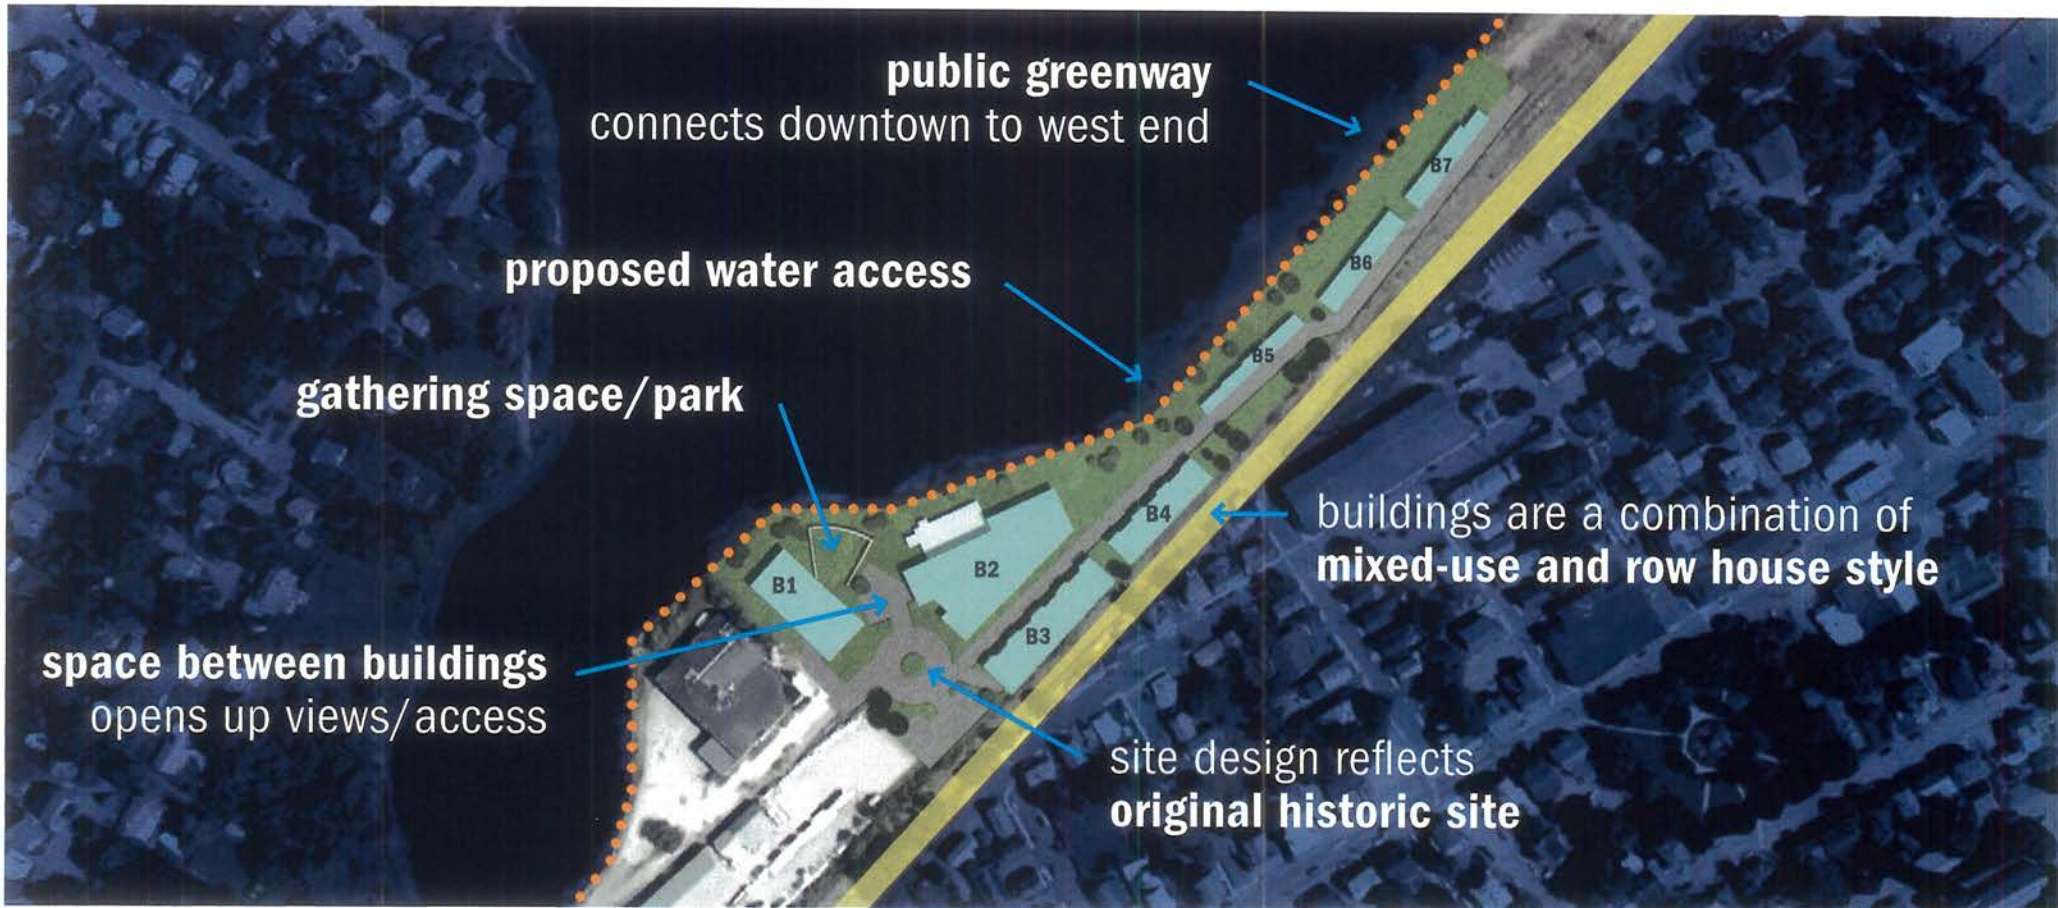 public greenway
connects downtown to west end
proposed water access
gathering space/park
space between buildings
opens up views/access
buildings are a combination of
mixed-use and row house style
site design reflects
original historic site
B7
B6
B5
B4
B2
B1
B3